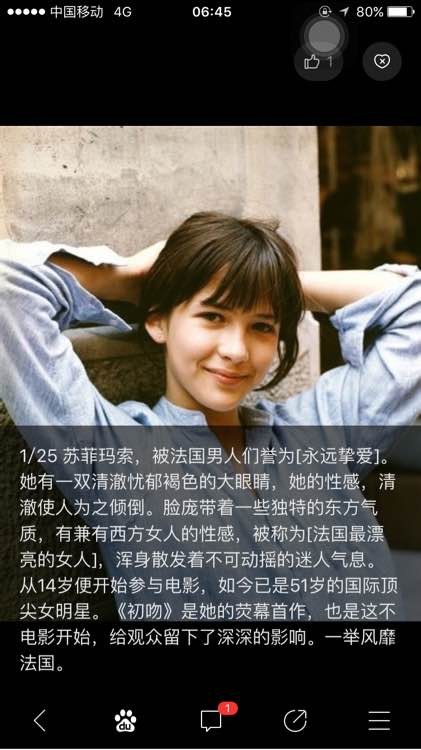 中国移动 4G 06:45 80%
1
1/25 苏菲玛索，被法国男人们誉为[永远挚爱]。
她有一双清澈忧郁褐色的大眼睛，她的性感，清
澈使人为之倾倒。脸庞带着一些独特的东方气
质，有兼有西方女人的性感，被称为[法国最漂
亮的女人]，浑身散发着不可动摇的迷人气息。
从14岁便开始参与电影，如今已是51岁的国际顶
尖女明星。《初吻》是她的荧幕首作，也是这不
电影开始，给观众留下了深深的影响。一举风靡
法国。
du 1